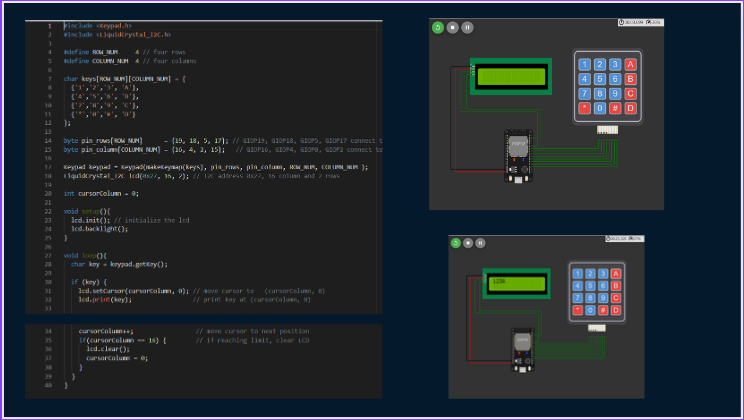 1 #include <Keypad.h>
2 #include <LiquidCrystal_I2C.h>
3
4 #define ROW_NUM 4 // four rows
5 #define COLUMN_NUM 4 // four columns
6
7 char keys[ROW_NUM][COLUMN_NUM] = {
8 {'1','2','3', 'A'},
9 {'4','5','6', 'B'},
10 {'7','8','9', 'C'},
11 {'*','0','#', 'D'}
12 };
13
14 byte pin_rows[ROW_NUM] = {19, 18, 5, 17}; // GIOP19, GIOP18, GIOP5, GIOP17 connect t
15 byte pin_column[COLUMN_NUM] = {16, 4, 2, 15}; // GIOP16, GIOP4, GIOP0, GIOP2 connect t
16
17 Keypad keypad = Keypad(makeKeymap(keys), pin_rows, pin_column, ROW_NUM, COLUMN_NUM );
18 LiquidCrystal_I2C lcd(0x27, 16, 2); // I2C address 0x27, 16 column and 2 rows
19
20 int cursorColumn = 0;
21
22 void setup(){
23 lcd.init(); // initialize the lcd
24 lcd.backlight();
25 }
26
27 void loop(){
28 char key = keypad.getKey();
29
30 if (key) {
31 lcd.setCursor(cursorColumn, 0); // move cursor to (cursorColumn, 0)
32 lcd.print(key); // print key at (cursorColumn, 0)
33
34 cursorColumn++; // move cursor to next position
35 if(cursorColumn == 16) { // if reaching limit, clear LCD
36 lcd.clear();
37 cursorColumn = 0;
38 }
39 }
40 }
1 2 3 A
4 5 6 B
7 8 9 C
* 0 # D
ESP32
1 2 3 A
4 5 6 B
7 8 9 C
* 0 # D